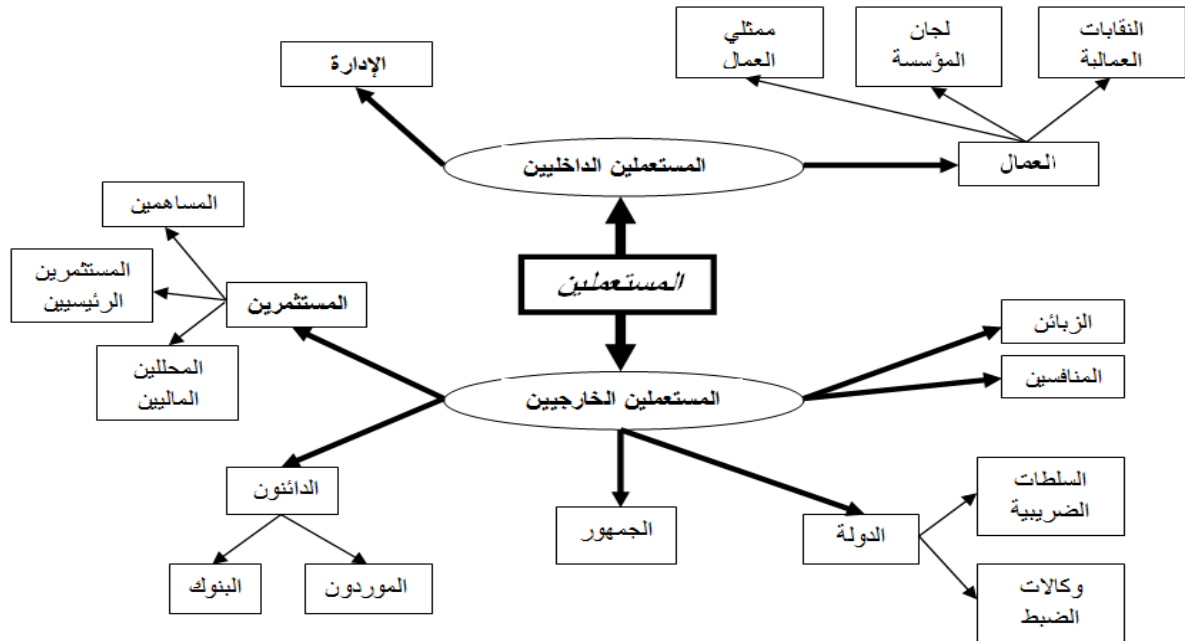 النقابات
العمالبة
لجان
المؤسسة
ممثلي
العمال
الإدارة
العمال
المستعملين الداخليين
المساهمين
المستثمرين
الرئيسيين
المستثمرين
المحللين
الماليين
المستعملين
الزبائن
المنافسين
المستعملين الخارجيين
السلطات
الضريبية
الدولة
وكالات
الضبط
الجمهور
الدائنون
الموردون
البنوك